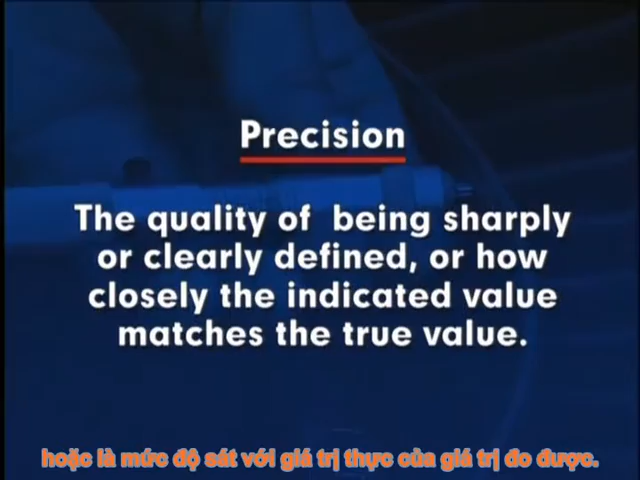 Precision
The quality of being sharply
or clearly defined, or how
closely the indicated value
matches the true value.
hoặc là mức độ sát với giá trị thực của giá trị đo được.